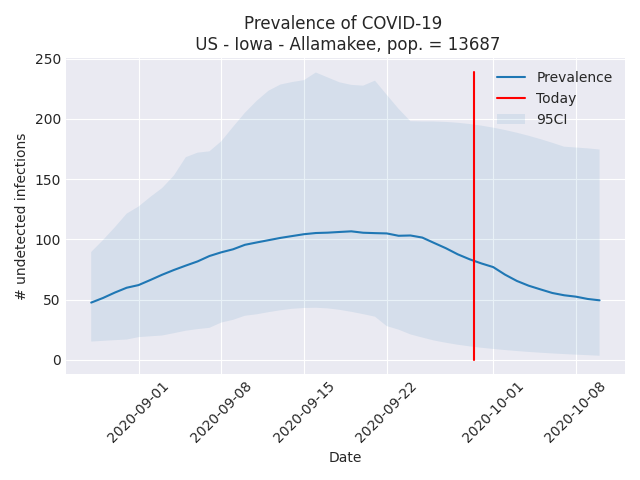 Prevalence of COVID-19
US - Iowa - Allamakee, pop. = 13687
250
200
150
100
50
0
# undetected infections
Prevalence
Today
95CI
2020-09-01
2020-09-08
2020-09-15
2020-09-22
2020-10-01
2020-10-08
Date